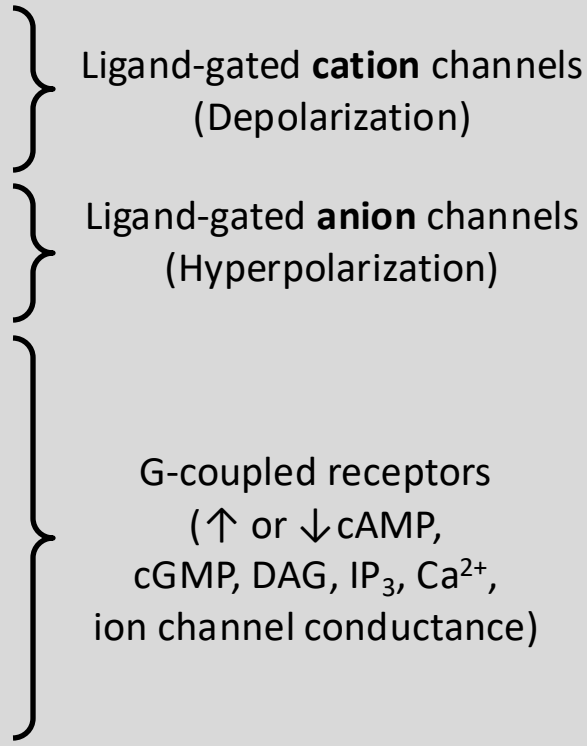 Ligand-gated cation channels
(Depolarization)
Ligand-gated anion channels
(Hyperpolarization)
G-coupled receptors
(↑ or ↓cAMP,
cGMP, DAG, IP₃, Ca²⁺,
ion channel conductance)